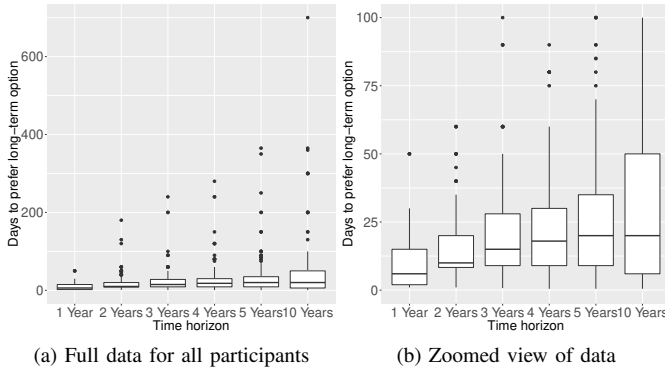 Days to prefer long−term option
600
400
200
0
1 Year 2 Years 3 Years 4 Years 5 Years 10 Years
Time horizon
(a) Full data for all participants
Days to prefer long−term option
100
75
50
25
0
1 Year 2 Years 3 Years 4 Years 5 Years 10 Years
Time horizon
(b) Zoomed view of data